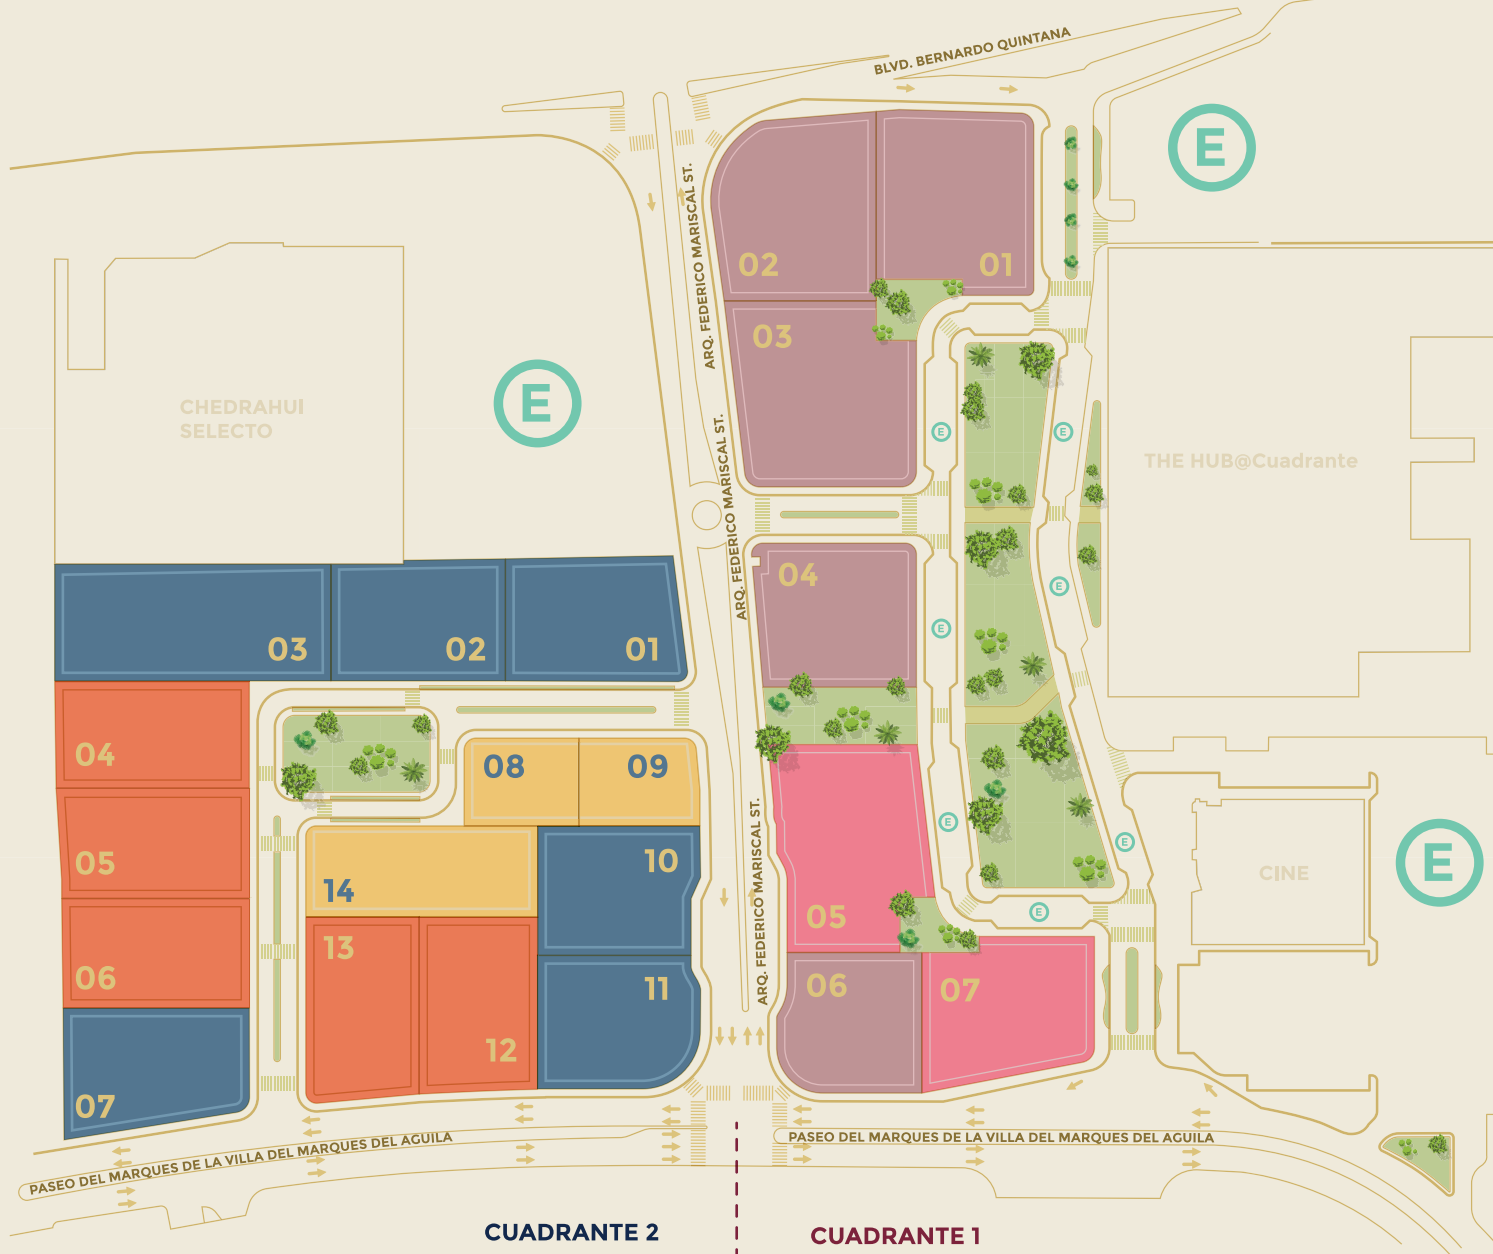 BLVD. BERNARDO QUINTANA
E
ARQ. FEDERICO MARISCAL ST.
02
01
03
E
CHEDRAHUI
SELECTO
E
E
THE HUB@Cuadrante
ARQ. FEDERICO MARISCAL ST.
04
E
E
03
02
01
04
08
09
05
14
10
ARQ. FEDERICO MARISCAL ST.
05
E
E
E
CINE
E
06
13
12
11
06
07
07
PASEO DEL MARQUES DE LA VILLA DEL MARQUES DEL AGUILA
PASEO DEL MARQUES DE LA VILLA DEL MARQUES DEL AGUILA
CUADRANTE 2
CUADRANTE 1